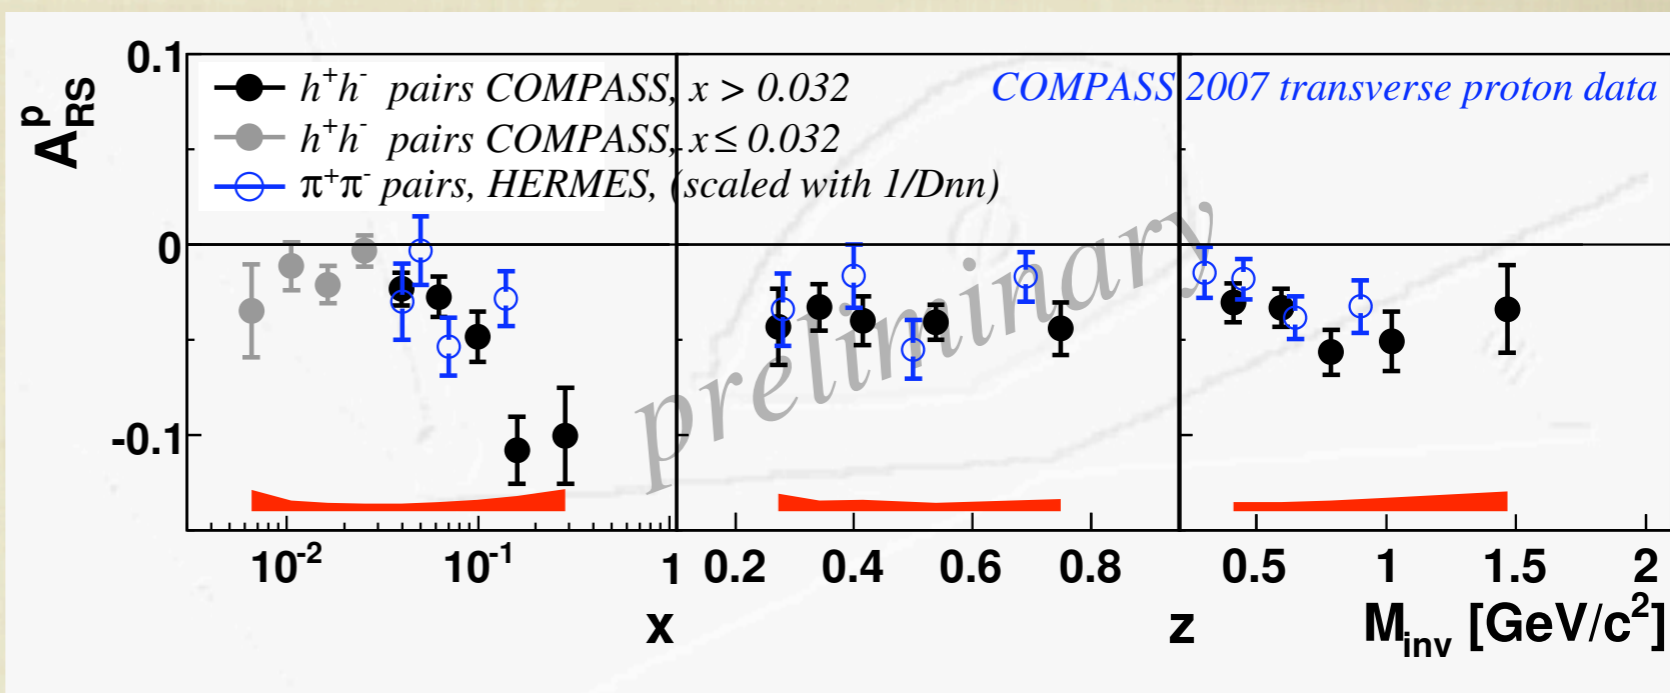 0.1
A^p_RS
h⁺h⁻ pairs COMPASS, x > 0.032
COMPASS 2007 transverse proton data
h⁺h⁻ pairs COMPASS, x ≤ 0.032
π⁺π⁻ pairs, HERMES, (scaled with 1/Dnn)
0
preliminary
-0.1
10⁻² 10⁻¹ 1 0.2 0.4 0.6 0.8 0.5 1 1.5 2
x z M_inv [GeV/c²]